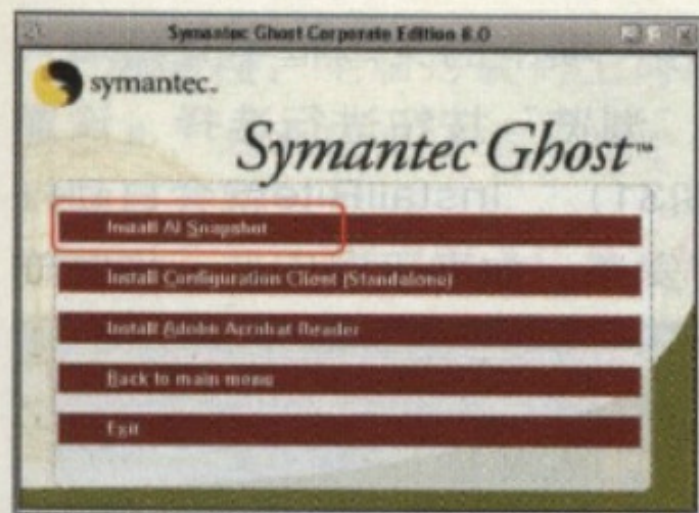 Symantec Ghost Corporate Edition 8.0
symantec.
Symantec Ghost™
Install AI Snapshot
Install Configuration Client (Standalone)
Install Adobe Acrobat Reader
Back to main menu
Exit